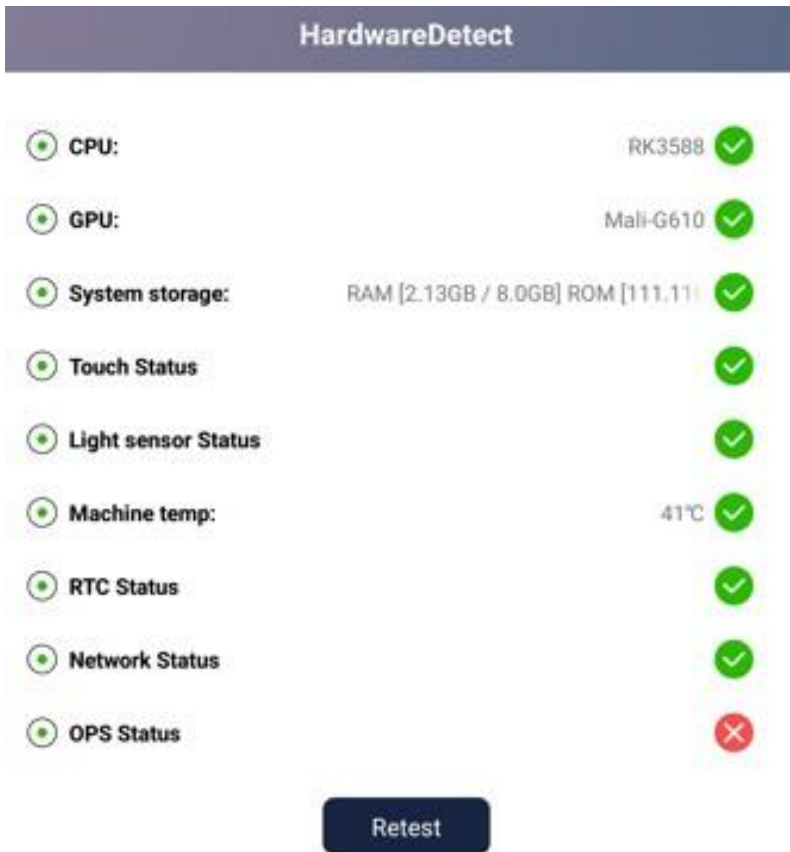 HardwareDetect
CPU: RK3588
GPU: Mali-G610
System storage: RAM [2.13GB / 8.0GB] ROM [111.11
Touch Status
Light sensor Status
Machine temp: 41℃
RTC Status
Network Status
OPS Status
Retest